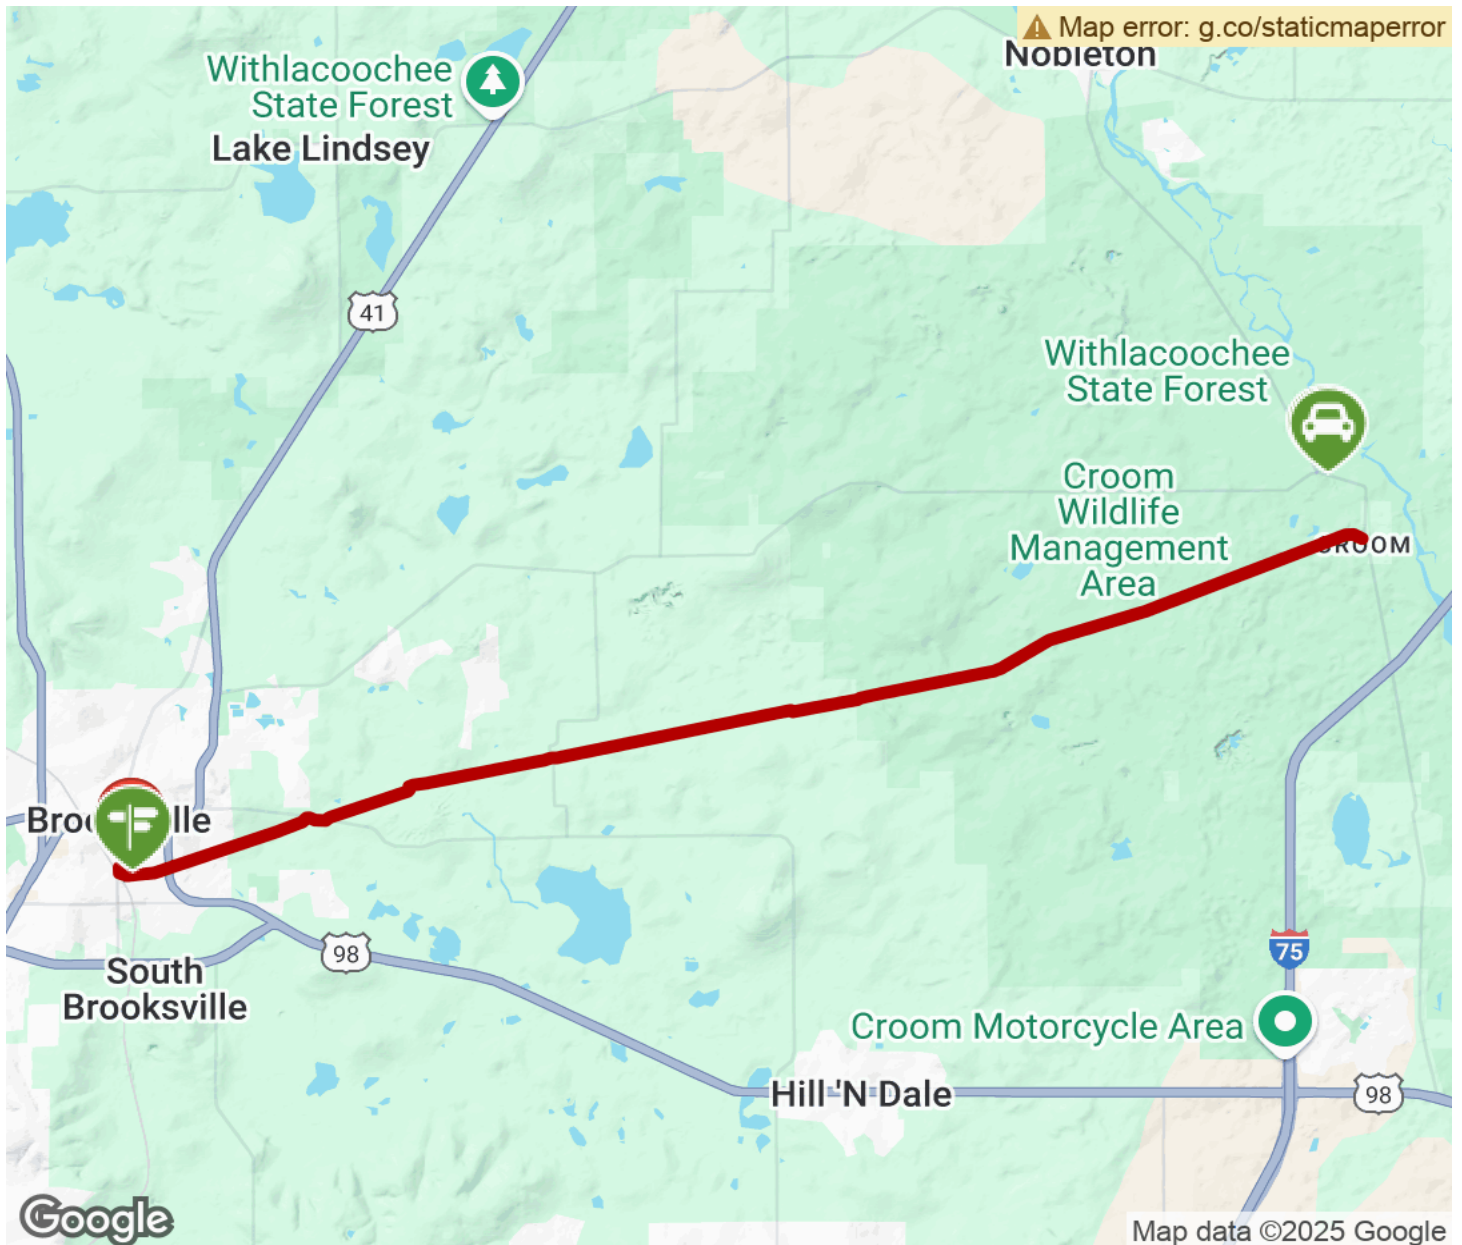 Map error: g.co/staticmaperror
Nobleton
Withlacoochee
State Forest
Lake Lindsey
41
Withlacoochee
State Forest
Croom
Wildlife
Management
Area
98
South
Brooksville
75
Croom Motorcycle Area
Hill 'N Dale
98
Google
Map data ©2025 Google